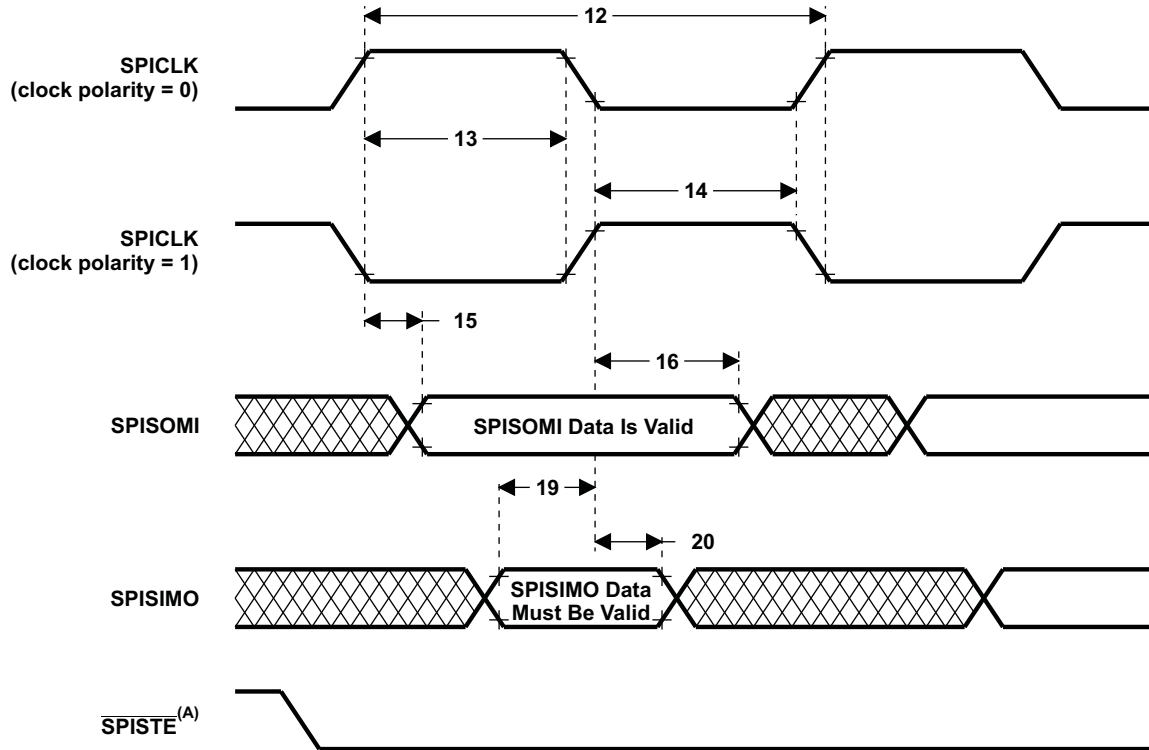 12
SPICLK
(clock polarity = 0)
13
14
SPICLK
(clock polarity = 1)
15
16
SPISOMI
SPISOMI Data Is Valid
19
20
SPISIMO
SPISIMO Data
Must Be Valid
SPISTE(A)